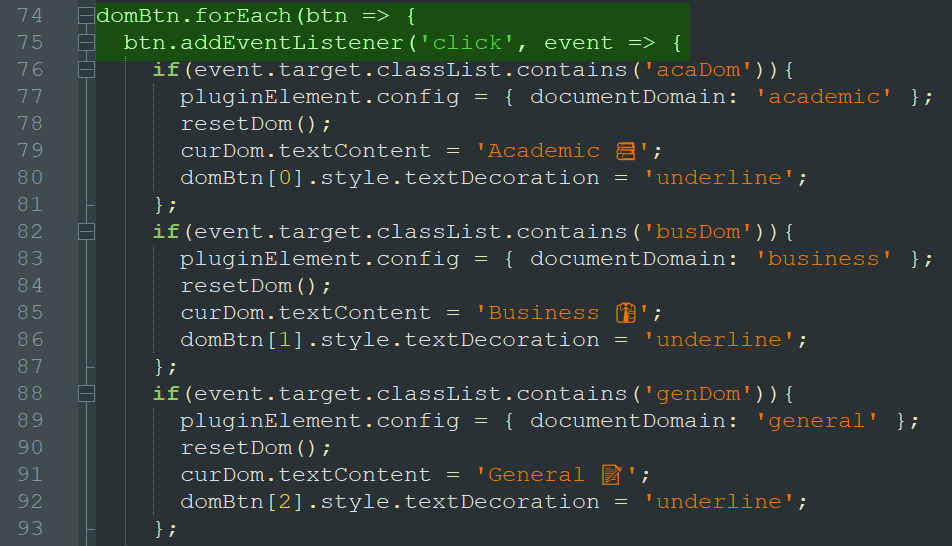 74 domBtn.forEach(btn => {
75 btn.addEventListener('click', event => {
76 if(event.target.classList.contains('acaDom')){
77 pluginElement.config = { documentDomain: 'academic' };
78 resetDom();
79 curDom.textContent = 'Academic 📚';
80 domBtn[0].style.textDecoration = 'underline';
81 };
82 if(event.target.classList.contains('busDom')){
83 pluginElement.config = { documentDomain: 'business' };
84 resetDom();
85 curDom.textContent = 'Business 👔';
86 domBtn[1].style.textDecoration = 'underline';
87 };
88 if(event.target.classList.contains('genDom')){
89 pluginElement.config = { documentDomain: 'general' };
90 resetDom();
91 curDom.textContent = 'General 📝';
92 domBtn[2].style.textDecoration = 'underline';
93 };